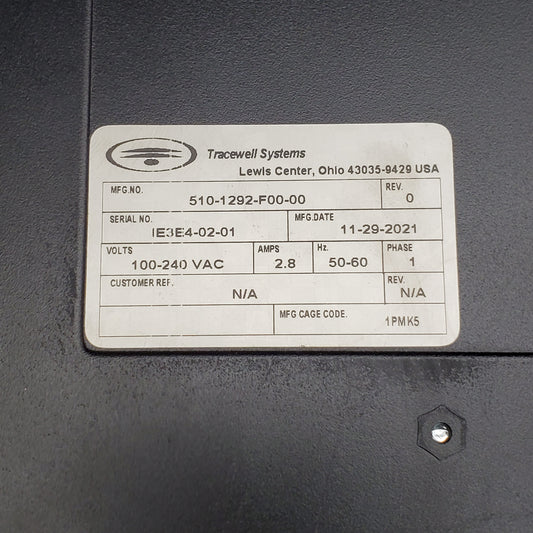 Tracewell Systems
Lewis Center, Ohio 43035-9429 USA
MFG.NO. 510-1292-F00-00 REV. 0
SERIAL NO. IE3E4-02-01 MFG.DATE 11-29-2021
VOLTS 100-240 VAC AMPS 2.8 Hz. 50-60 PHASE 1
CUSTOMER REF. N/A REV. N/A
MFG CAGE CODE. 1PMK5